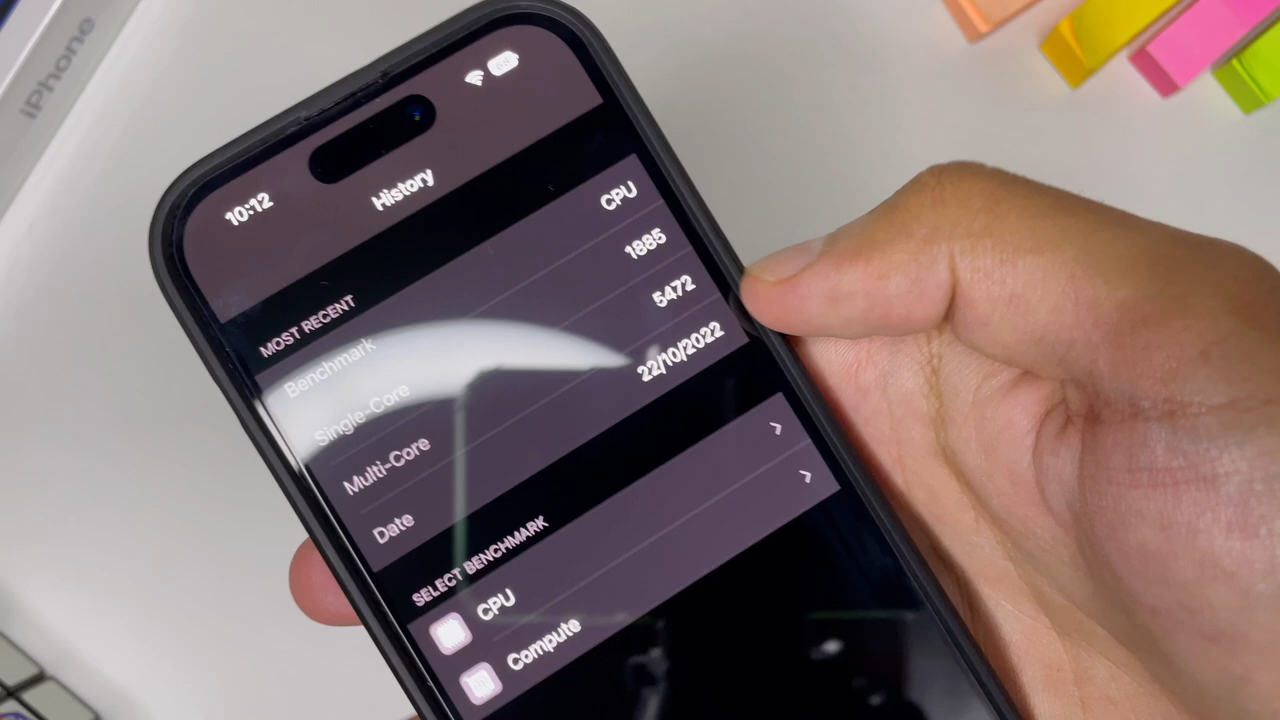 iPhone
68
10:12
History
MOST RECENT
Benchmark CPU
Single-Core 1885
Multi-Core 5472
Date 22/10/2022
SELECT BENCHMARK
CPU
Compute